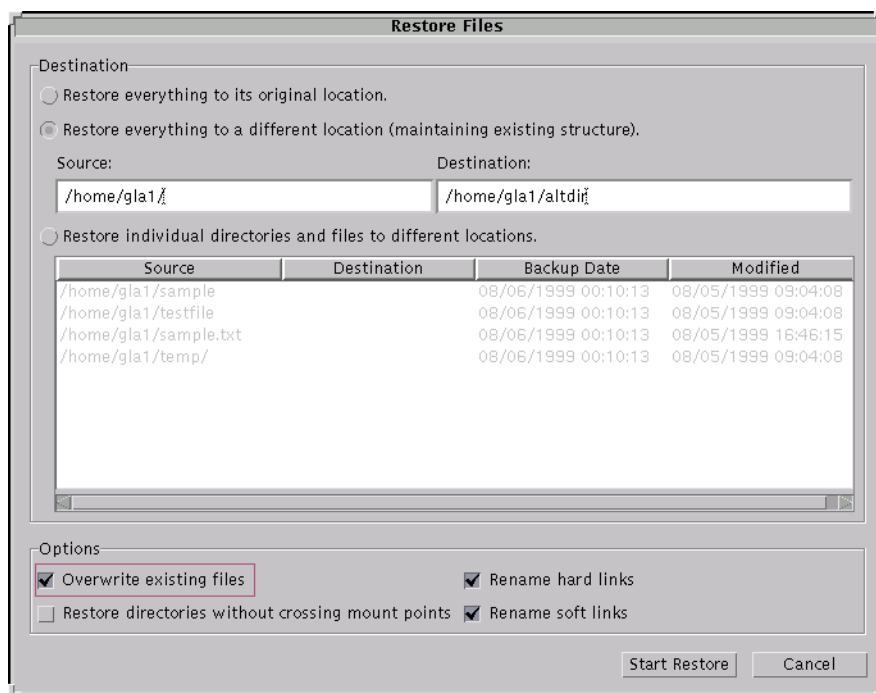 Restore Files
Destination
Restore everything to its original location.
Restore everything to a different location (maintaining existing structure).
Source: Destination:
/home/gla1/ /home/gla1/altdir
Restore individual directories and files to different locations.
Source Destination Backup Date Modified
/home/gla1/sample 08/06/1999 00:10:13 08/05/1999 09:04:08
/home/gla1/testfile 08/06/1999 00:10:13 08/05/1999 09:04:08
/home/gla1/sample.txt 08/06/1999 00:10:13 08/05/1999 16:46:15
/home/gla1/temp/ 08/06/1999 00:10:13 08/05/1999 09:04:08
Options
Overwrite existing files Rename hard links
Restore directories without crossing mount points Rename soft links
Start Restore Cancel